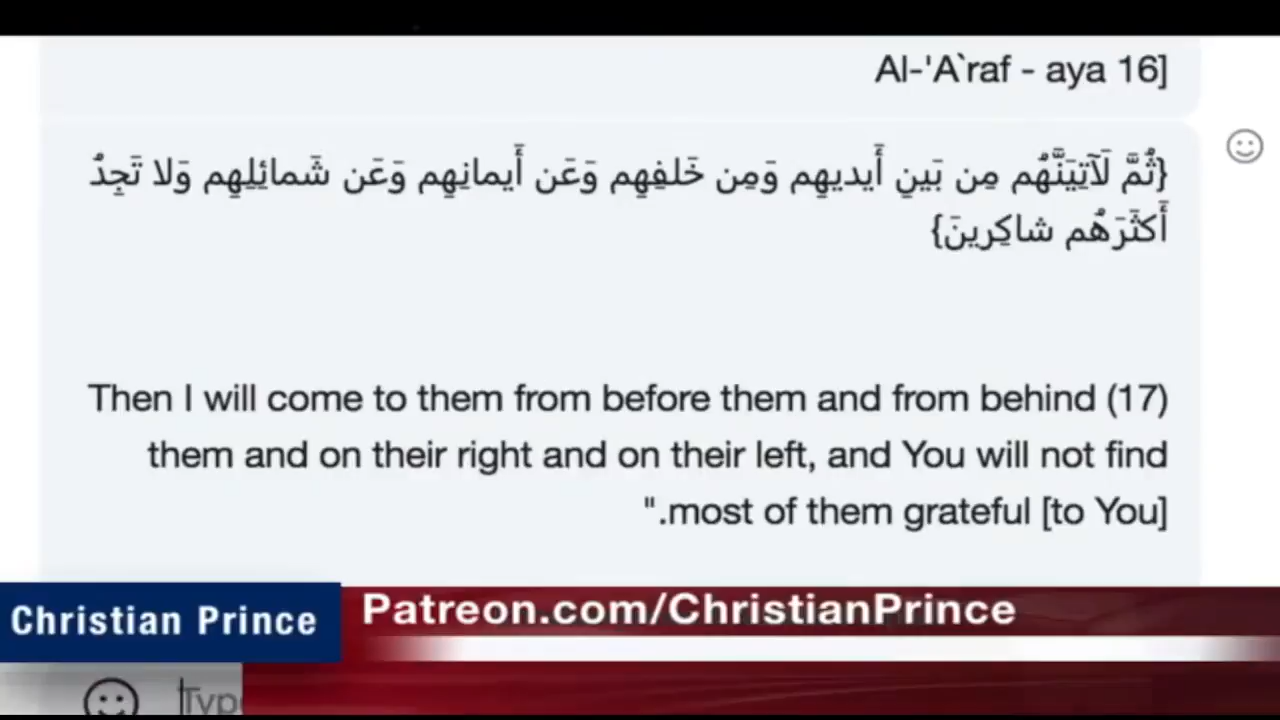 Al-'A`raf - aya 16]
{ثُمَّ لَآتِيَنَّهُم مِن بَينِ أَيديهِم وَمِن خَلفِهِم وَعَن أَيمانِهِم وَعَن شَمائِلِهِم وَلا تَجِدُ
أَكثَرَهُم شاكِرينَ}
Then I will come to them from before them and from behind (17)
them and on their right and on their left, and You will not find
".most of them grateful [to You]
Christian Prince
Patreon.com/ChristianPrince
Type